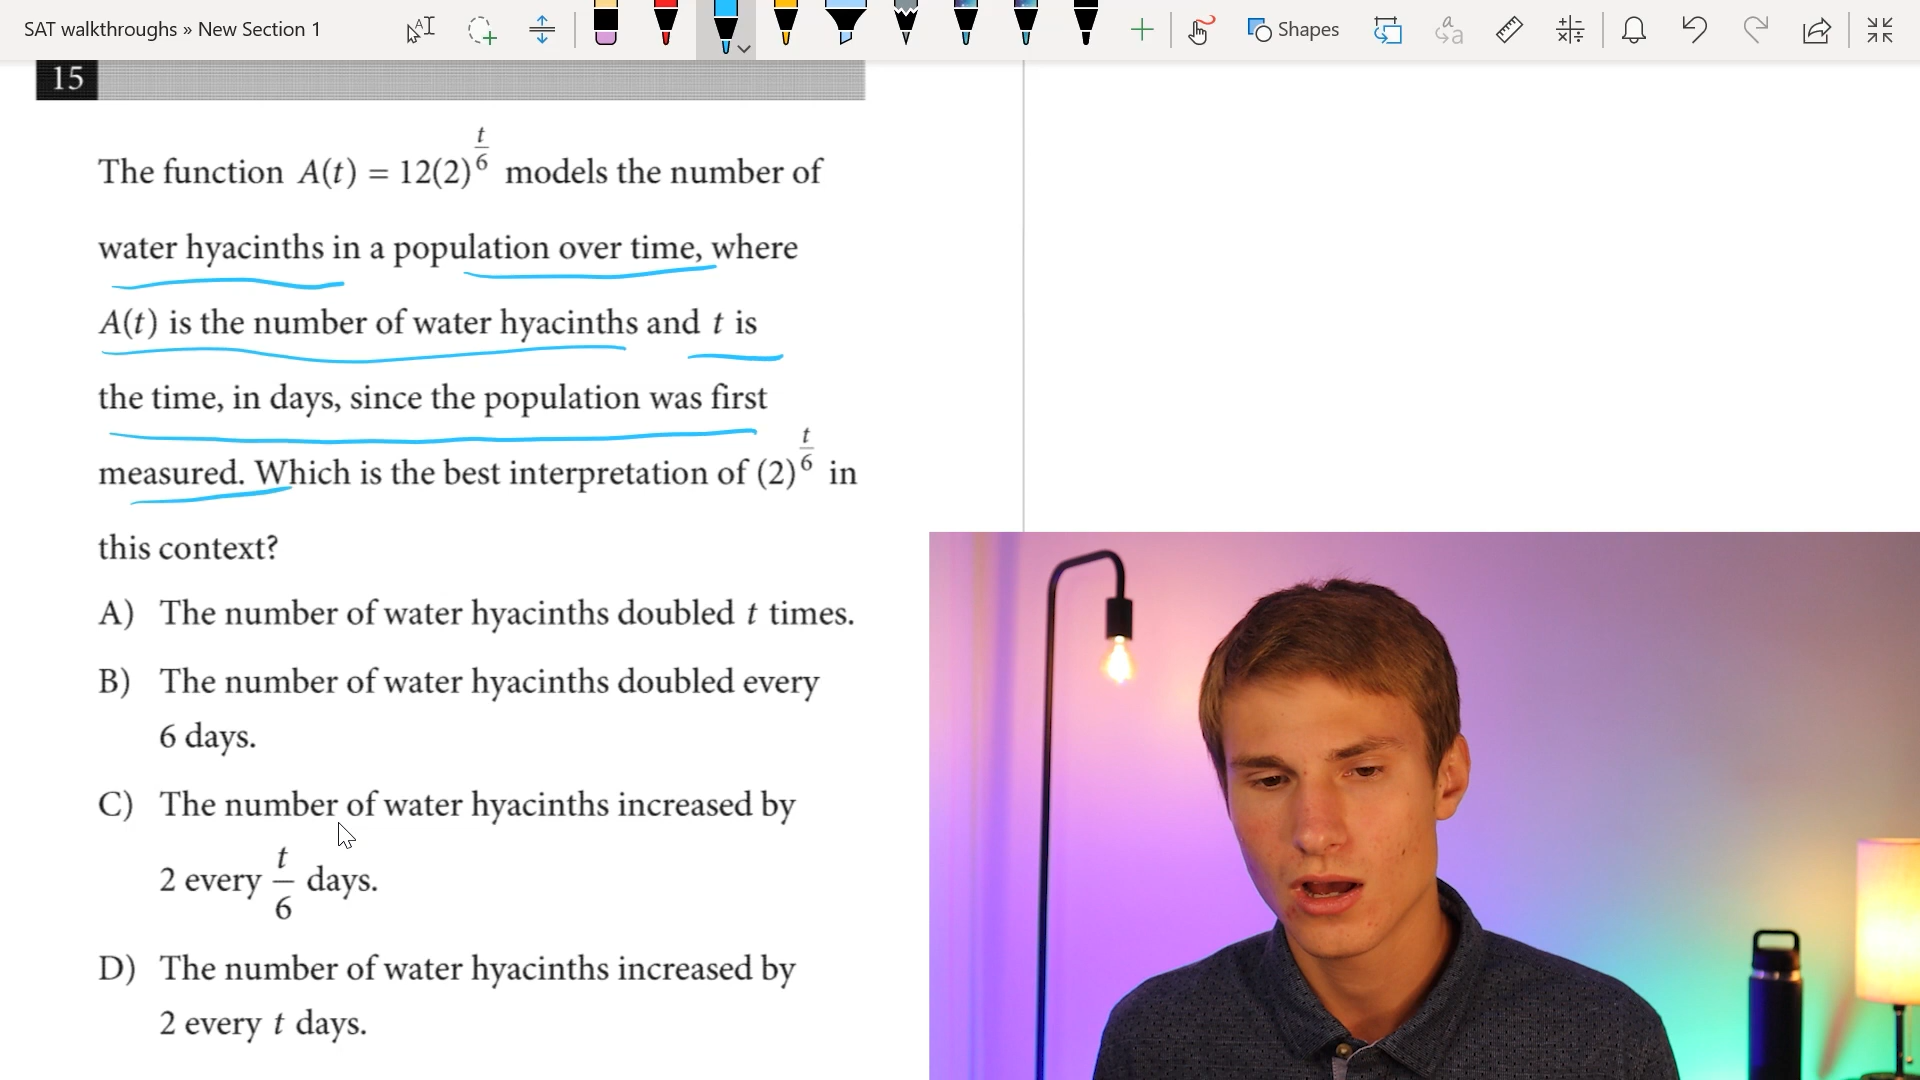 SAT walkthroughs » New Section 1
Shapes
15
The function A(t) = 12(2)^(t/6) models the number of
water hyacinths in a population over time, where
A(t) is the number of water hyacinths and t is
the time, in days, since the population was first
measured. Which is the best interpretation of (2)^(t/6) in
this context?
A) The number of water hyacinths doubled t times.
B) The number of water hyacinths doubled every
6 days.
C) The number of water hyacinths increased by
2 every t/6 days.
D) The number of water hyacinths increased by
2 every t days.